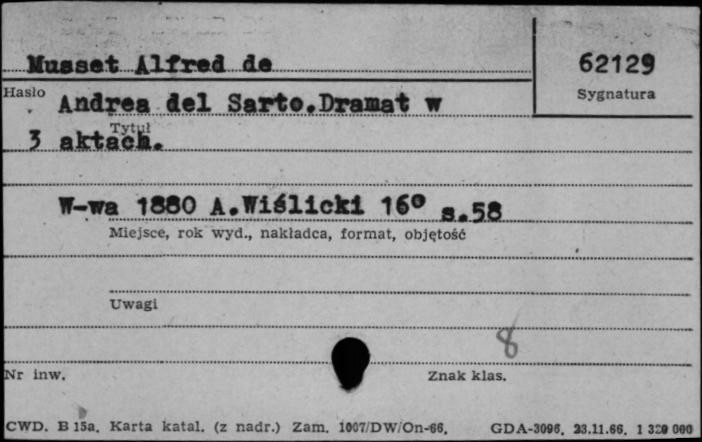 Musset Alfred de
62129
Hasło
Sygnatura
Andrea del Sarto.Dramat w
Tytuł
3 aktach.
W-wa 1880 A.Wiślicki 16° s.58
Miejsce, rok wyd., nakładca, format, objętość
Uwagi
8
Nr inw.
Znak klas.
CWD. B 15a. Karta katal. (z nadr.) Zam. 1007/DW/On-66. GDA-3096. 23.11.66. 1 320 000